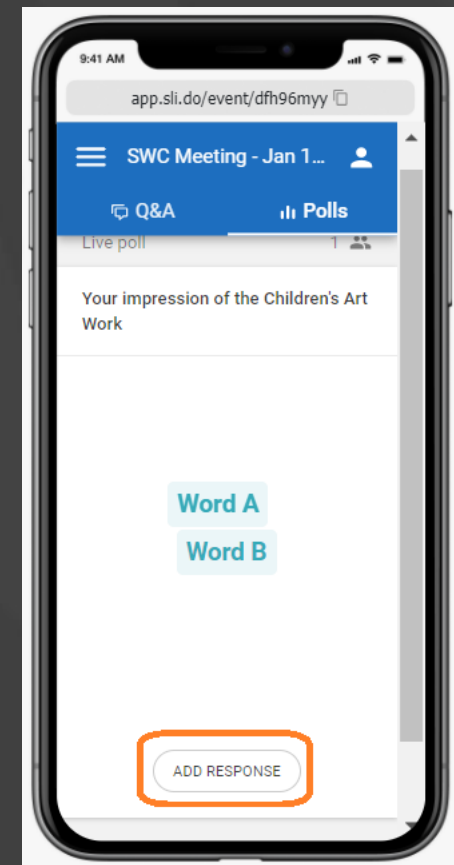 9:41 AM
app.sli.do/event/dfh96myy
SWC Meeting - Jan 1...
Q&A Polls
Live poll 1
Your impression of the Children's Art
Work
Word A
Word B
ADD RESPONSE